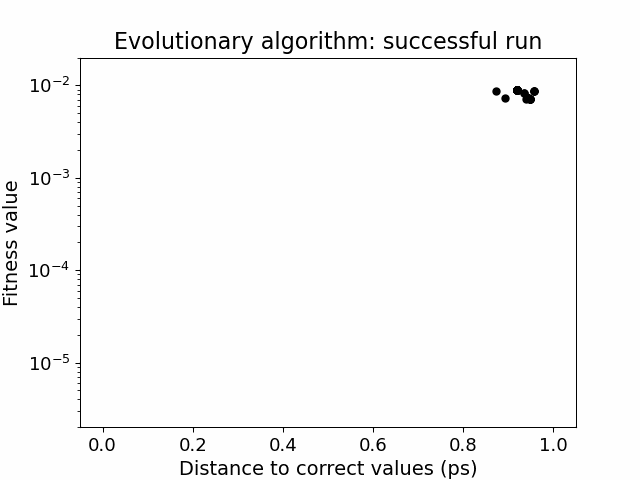 Evolutionary algorithm: successful run
Fitness value
10⁻²
10⁻³
10⁻⁴
10⁻⁵
0.0 0.2 0.4 0.6 0.8 1.0
Distance to correct values (ps)